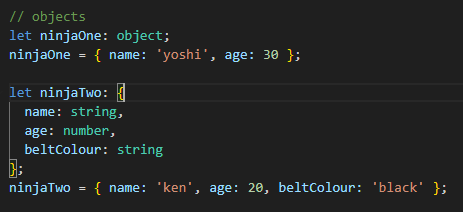 // objects
let ninjaOne: object;
ninjaOne = { name: 'yoshi', age: 30 };
let ninjaTwo: {
name: string,
age: number,
beltColour: string
};
ninjaTwo = { name: 'ken', age: 20, beltColour: 'black' };